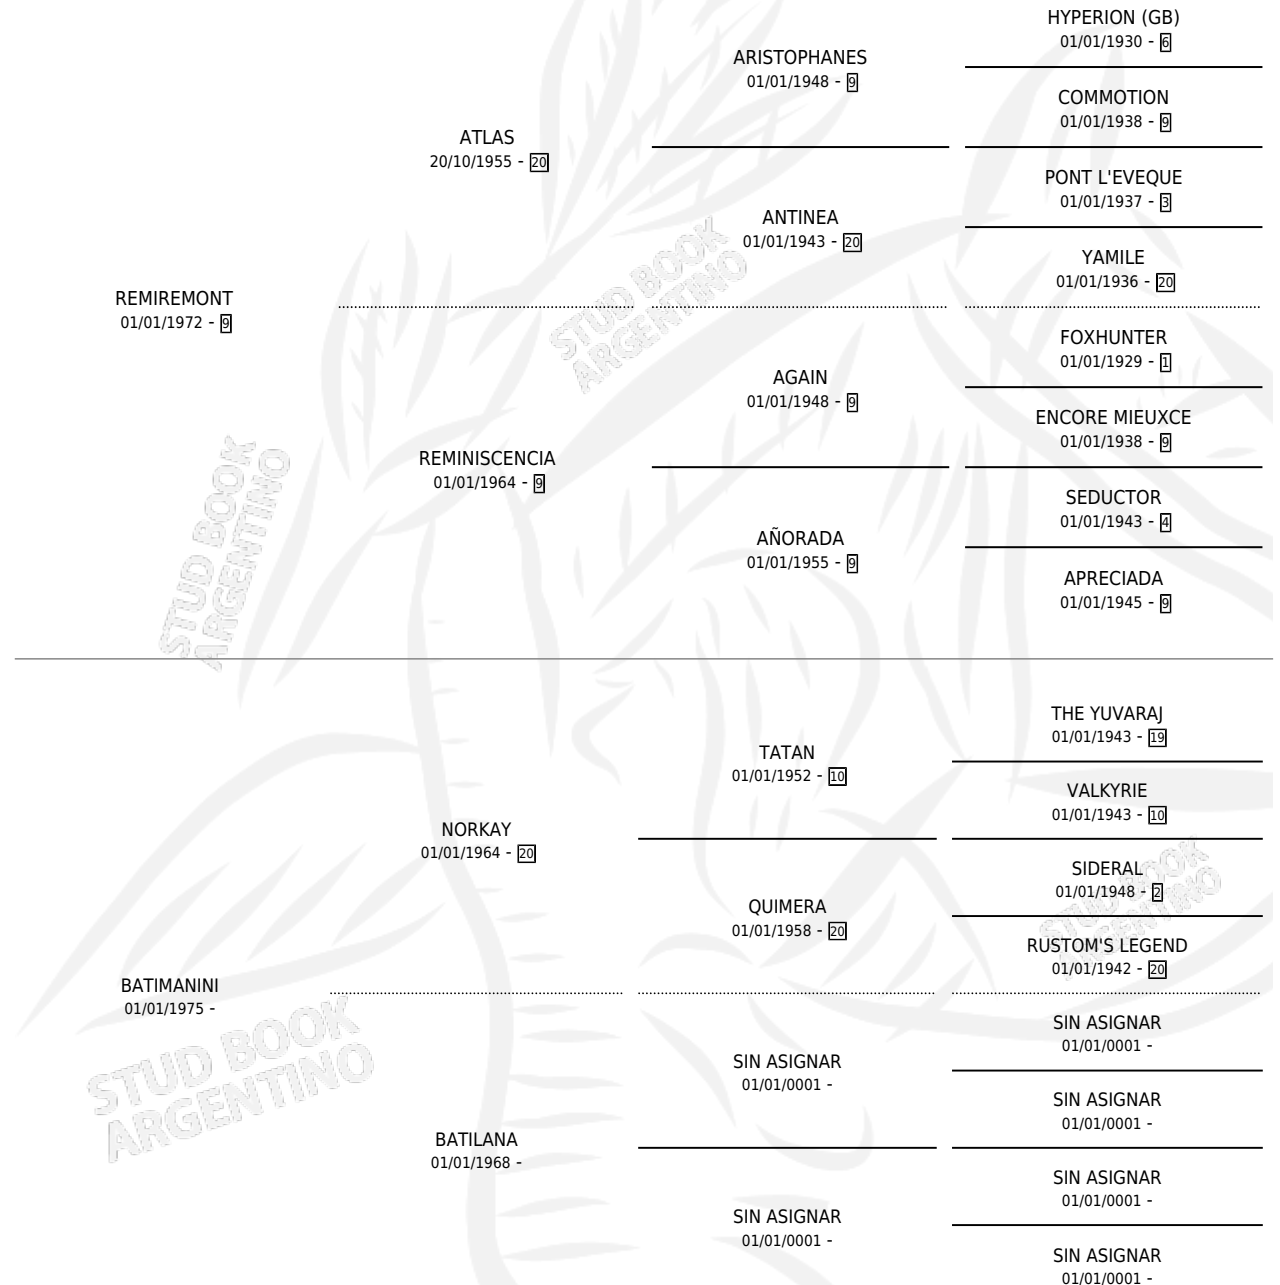 HYPERION (GB)
01/01/1930 - 6
ARISTOPHANES
01/01/1948 - 9
COMMOTION
01/01/1938 - 9
ATLAS
20/10/1955 - 20
PONT L'EVEQUE
01/01/1937 - 3
ANTINEA
01/01/1943 - 20
YAMILE
01/01/1936 - 20
REMIREMONT
01/01/1972 - 9
FOXHUNTER
01/01/1929 - 1
AGAIN
01/01/1948 - 9
ENCORE MIEUXCE
01/01/1938 - 9
REMINISCENCIA
01/01/1964 - 9
SEDUCTOR
01/01/1943 - 4
AÑORADA
01/01/1955 - 9
APRECIADA
01/01/1945 - 9
THE YUVARAJ
01/01/1943 - 19
TATAN
01/01/1952 - 10
VALKYRIE
01/01/1943 - 10
NORKAY
01/01/1964 - 20
SIDERAL
01/01/1948 - 2
QUIMERA
01/01/1958 - 20
RUSTOM'S LEGEND
01/01/1942 - 20
BATIMANINI
01/01/1975 -
SIN ASIGNAR
01/01/0001 -
SIN ASIGNAR
01/01/0001 -
SIN ASIGNAR
01/01/0001 -
BATILANA
01/01/1968 -
SIN ASIGNAR
01/01/0001 -
SIN ASIGNAR
01/01/0001 -
SIN ASIGNAR
01/01/0001 -
STUD BOOK
ARGENTINO
STUD BOOK
ARGENTINO
STUD BOOK
ARGENTINO
STUD BOOK
ARGENTINO